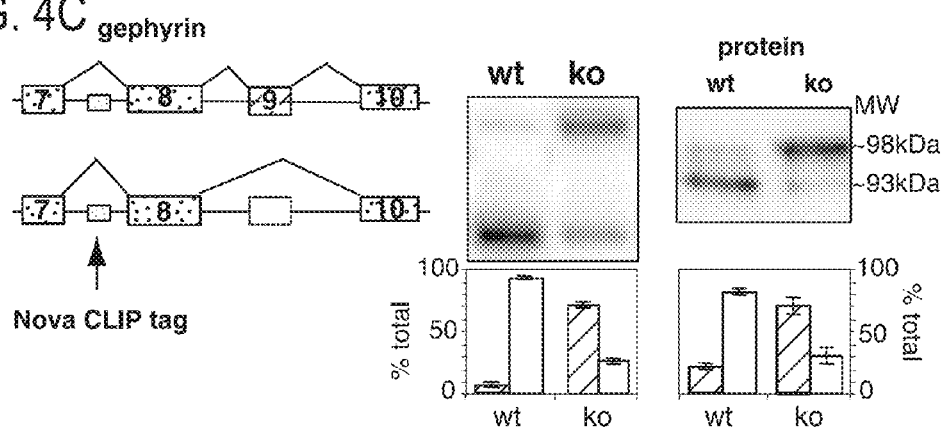 G. 4C gephyrin
7 8 9 10
7 8 10
Nova CLIP tag
wt ko
protein
wt ko
MW
~98kDa
~93kDa
100
50
0
% total
wt ko
100
50
0
% total
wt ko